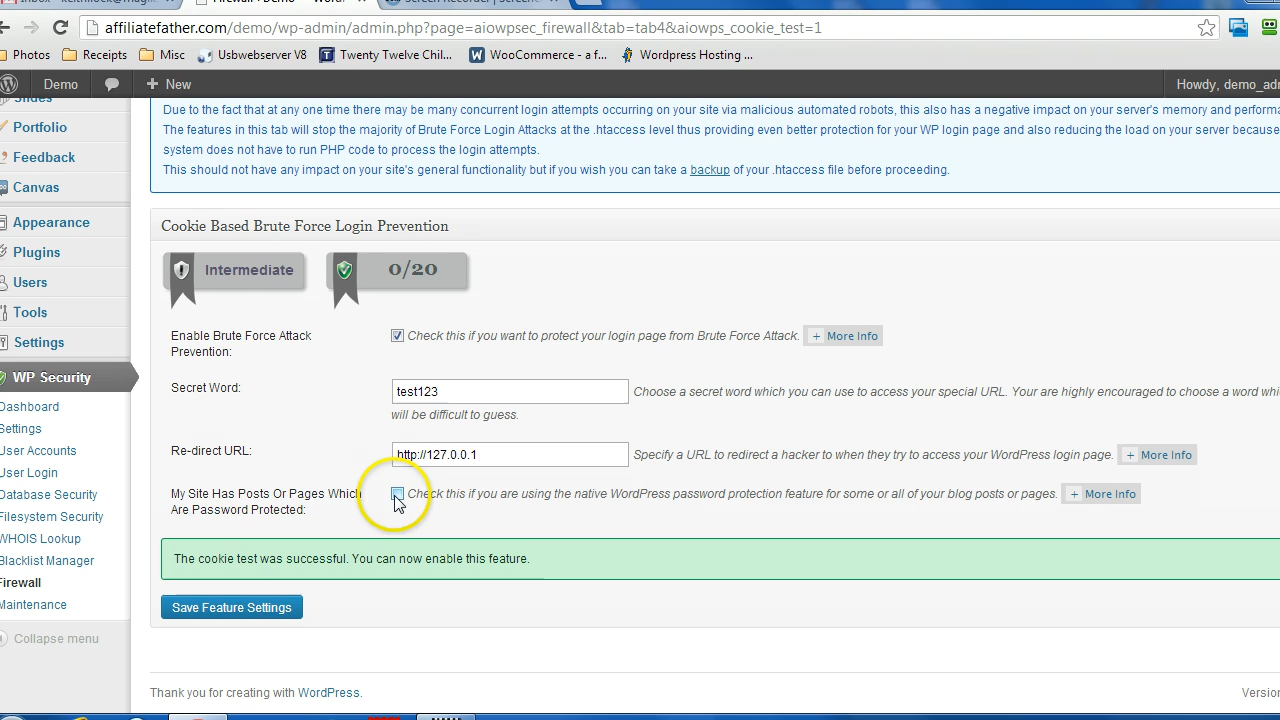 affiliatefather.com/demo/wp-admin/admin.php?page=aiowpsec_firewall&tab=tab4&aiowps_cookie_test=1
Photos Receipts Misc Usbwebserver V8 Twenty Twelve Chil... WooCommerce - a f... Wordpress Hosting ...
Demo New Howdy, demo_ad
Slides
Portfolio
Feedback
Canvas
Appearance
Plugins
Users
Tools
Settings
WP Security
Dashboard
Settings
User Accounts
User Login
Database Security
Filesystem Security
WHOIS Lookup
Blacklist Manager
Firewall
Maintenance
Collapse menu
Due to the fact that at any one time there may be many concurrent login attempts occurring on your site via malicious automated robots, this also has a negative impact on your server's memory and performa
The features in this tab will stop the majority of Brute Force Login Attacks at the .htaccess level thus providing even better protection for your WP login page and also reducing the load on your server because
system does not have to run PHP code to process the login attempts.
This should not have any impact on your site's general functionality but if you wish you can take a backup of your .htaccess file before proceeding.
Cookie Based Brute Force Login Prevention
Intermediate 0/20
Enable Brute Force Attack
Prevention:
Check this if you want to protect your login page from Brute Force Attack. + More Info
Secret Word:
test123
Choose a secret word which you can use to access your special URL. Your are highly encouraged to choose a word whic
will be difficult to guess.
Re-direct URL:
http://127.0.0.1
Specify a URL to redirect a hacker to when they try to access your WordPress login page. + More Info
My Site Has Posts Or Pages Which
Are Password Protected:
Check this if you are using the native WordPress password protection feature for some or all of your blog posts or pages. + More Info
The cookie test was successful. You can now enable this feature.
Save Feature Settings
Thank you for creating with WordPress.
Versio